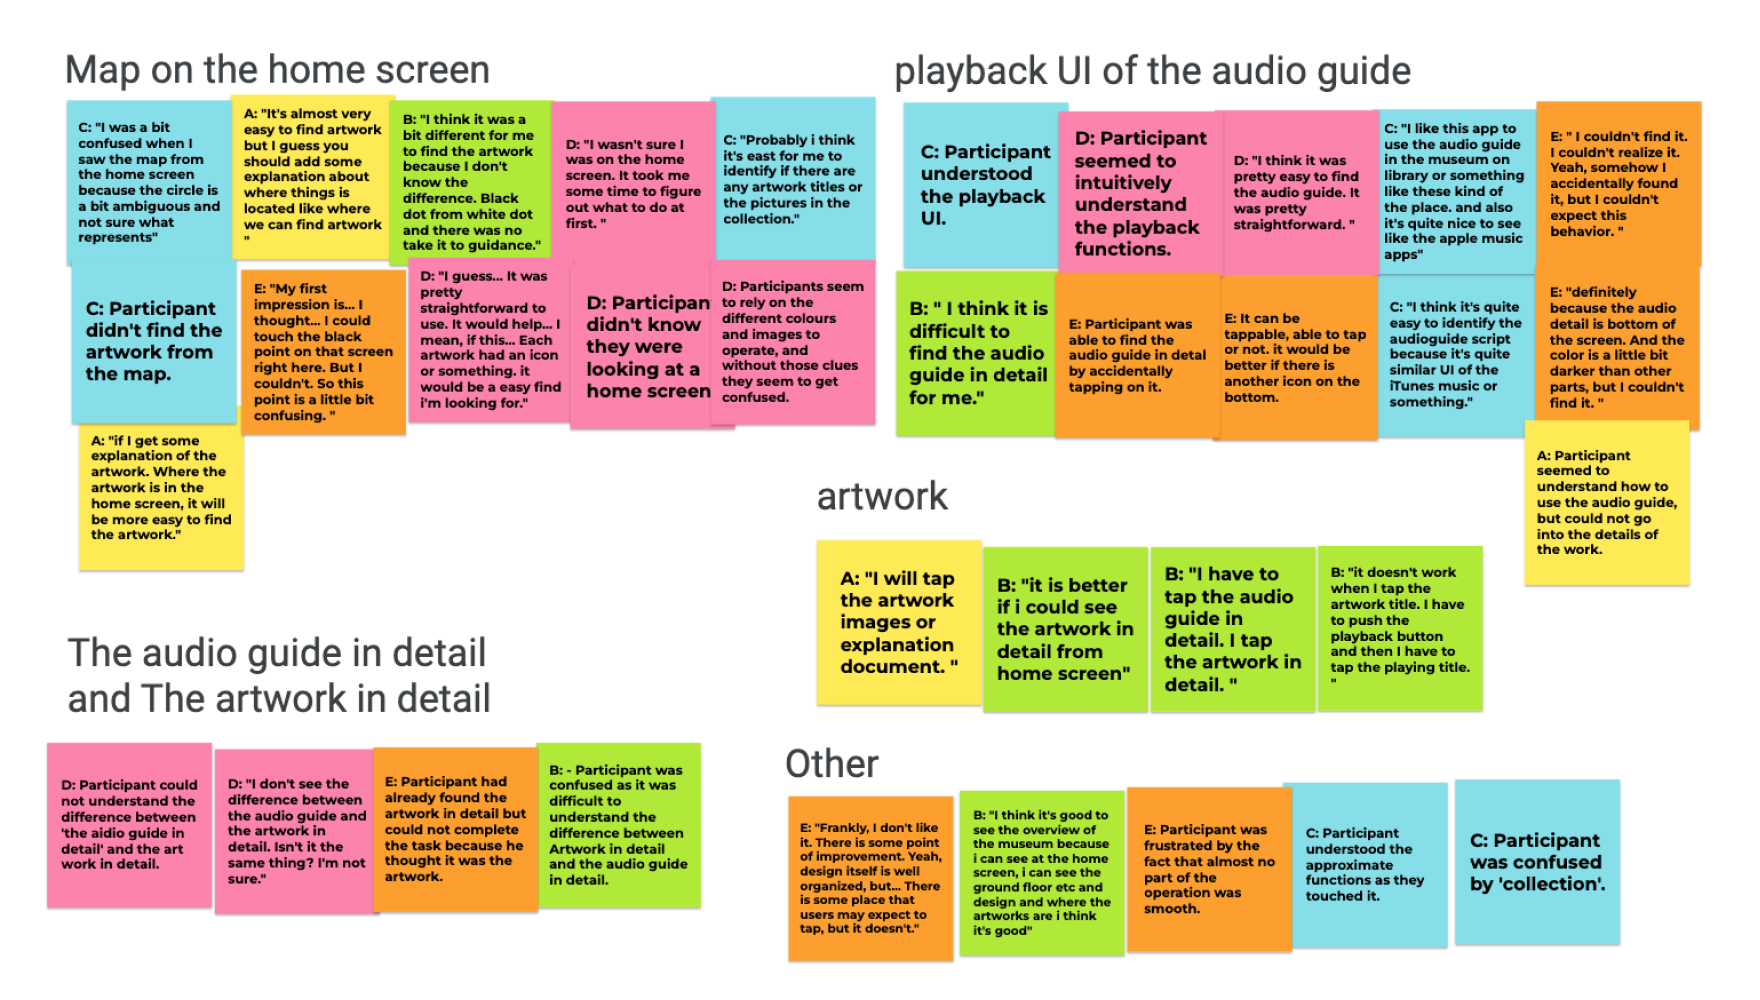 Map on the home screen
C: "I was a bit
confused when I
saw the map from
the home screen
because the circle is
a bit ambiguous and
not sure what
represents"
A: "It's almost very
easy to find artwork
but I guess you
should add some
explanation about
where things is
located like where
we can find artwork
"
B: "I think it was a
bit different for me
to find the artwork
because I don't
know the
difference. Black
dot from white dot
and there was no
take it to guidance."
D: "I wasn't sure I
was on the home
screen. It took me
some time to figure
out what to do at
first. "
C: "Probably i think
it's east for me to
identify if there are
any artwork titles or
the pictures in the
collection."
C: Participant
didn't find the
artwork from
the map.
E: "My first
impression is... I
thought... I could
touch the black
point on that screen
right here. But I
couldn't. So this
point is a little bit
confusing. "
D: "I guess... It was
pretty
straightforward to
use. It would help... I
mean, if this... Each
artwork had an icon
or something. it
would be a easy find
i'm looking for."
D: Participan
didn't know
they were
looking at a
home screen
D: Participants seem
to rely on the
different colours
and images to
operate, and
without those clues
they seem to get
confused.
A: "if I get some
explanation of the
artwork. Where the
artwork is in the
home screen, it will
be more easy to find
the artwork."
playback UI of the audio guide
C: Participant
understood
the playback
UI.
D: Participant
seemed to
intuitively
understand
the playback
functions.
D: "I think it was
pretty easy to find
the audio guide. It
was pretty
straightforward. "
C: "I like this app to
use the audio guide
in the museum on
library or something
like these kind of
the place. and also
it's quite nice to see
like the apple music
apps"
E: " I couldn't find it.
I couldn't realize it.
Yeah, somehow I
accidentally found
it, but I couldn't
expect this
behavior. "
B: " I think it is
difficult to
find the audio
guide in detail
for me."
E: Participant was
able to find the
audio guide in detal
by accidentally
tapping on it.
E: It can be
tappable, able to tap
or not. it would be
better if there is
another icon on the
bottom.
C: "I think it's quite
easy to identify the
audioguide script
because it's quite
similar UI of the
iTunes music or
something."
E: "definitely
because the audio
detail is bottom of
the screen. And the
color is a little bit
darker than other
parts, but I couldn't
find it. "
A: Participant
seemed to
understand how to
use the audio guide,
but could not go
into the details of
the work.
artwork
A: "I will tap
the artwork
images or
explanation
document. "
B: "it is better
if i could see
the artwork in
detail from
home screen"
B: "I have to
tap the audio
guide in
detail. I tap
the artwork in
detail. "
B: "it doesn't work
when I tap the
artwork title. I have
to push the
playback button
and then I have to
tap the playing title.
"
The audio guide in detail
and The artwork in detail
D: Participant could
not understand the
difference between
'the aidio guide in
detail' and the art
work in detail.
D: "I don't see the
difference between
the audio guide and
the artwork in
detail. Isn't it the
same thing? I'm not
sure."
E: Participant had
already found the
artwork in detail but
could not complete
the task because he
thought it was the
artwork.
B: - Participant was
confused as it was
difficult to
understand the
difference between
Artwork in detail
and the audio guide
in detail.
Other
E: "Frankly, I don't like
it. There is some point
of improvement. Yeah,
design itself is well
organized, but... There
is some place that
users may expect to
tap, but it doesn't."
B: "I think it's good to
see the overview of
the museum because
i can see at the home
screen, i can see the
ground floor etc and
design and where the
artworks are i think
it's good"
E: Participant was
frustrated by the
fact that almost no
part of the
operation was
smooth.
C: Participant
understood the
approximate
functions as they
touched it.
C: Participant
was confused
by 'collection'.